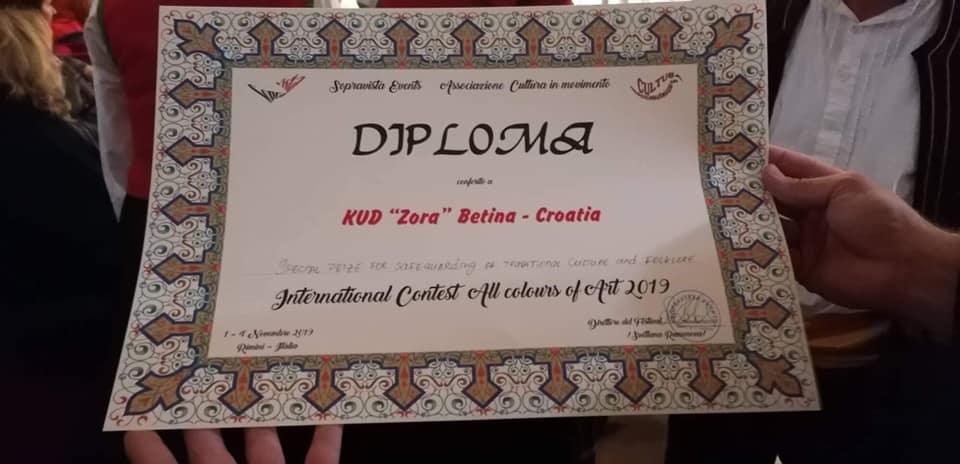 Sopravista Events Associazione Cultura in movimento
DIPLOMA
conferito a
KUD "Zora" Betina - Croatia
SPECIAL PRIZE FOR SAFEGUARDING OF TRADITIONAL CULTURE and FOLKLORE
International Contest All colours of Art 2019
1 - 4 Novembre 2019
Rimini - Italia
Direttore del Festival